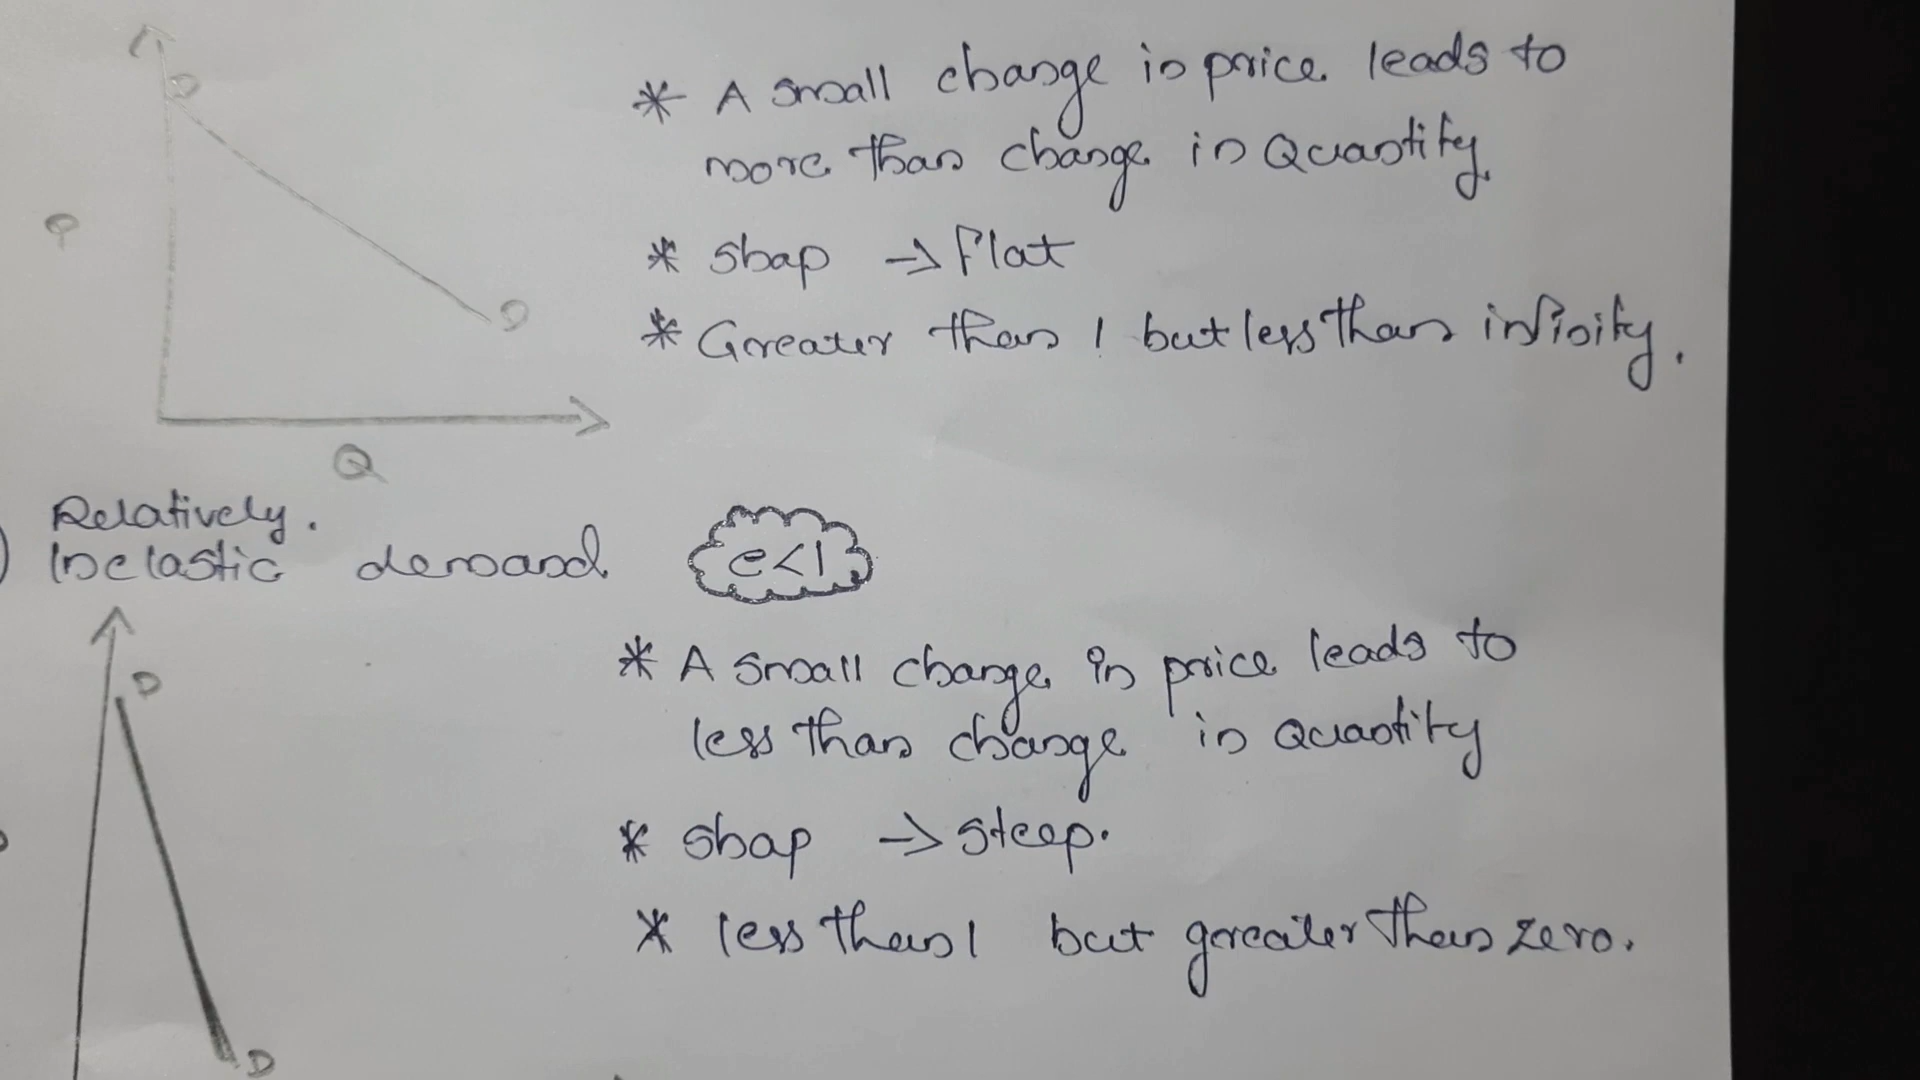 D
* A small change in price leads to
more than change in Quantity.
P
* shap → flat
D
* Greater than 1 but less than infinity.
Q
Relatively.
) Inelastic demand e<1
* A small change in price leads to
less than change in Quantity
D
* shap → steep.
* less than 1 but greater than zero.
D